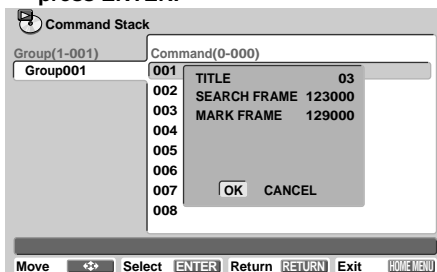 press ENTER.
Command Stack
Group(1-001) Command(0-000)
Group001 001
002
003
004
005
006
007
008
TITLE 03
SEARCH FRAME 123000
MARK FRAME 129000
OK CANCEL
Move Select ENTER Return RETURN Exit HOME MENU